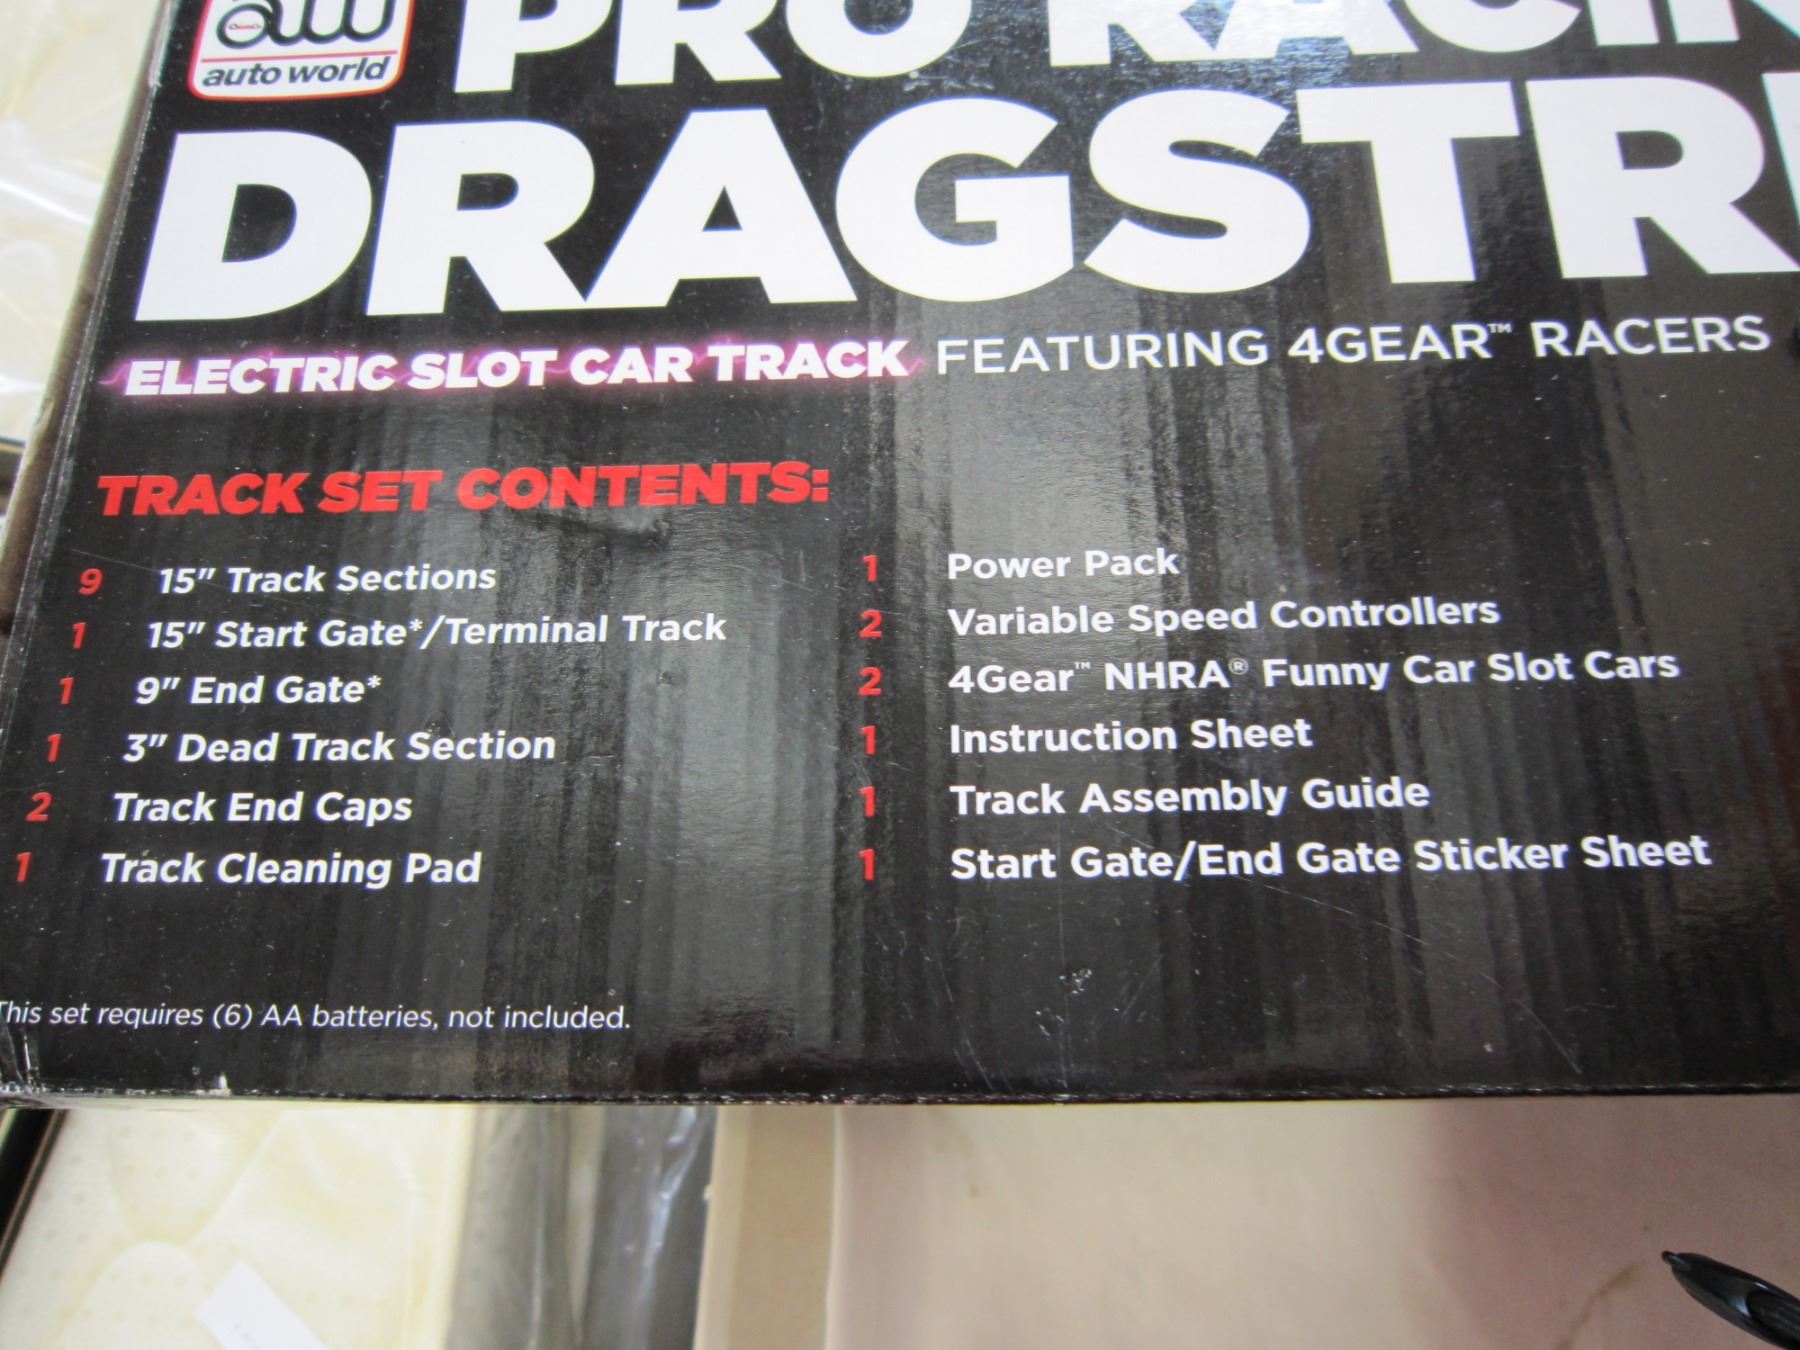 aw
auto world
PRO RACIN
DRAGSTRI
ELECTRIC SLOT CAR TRACK FEATURING 4GEAR™ RACERS
TRACK SET CONTENTS:
9 15" Track Sections
1 15" Start Gate*/Terminal Track
1 9" End Gate*
1 3" Dead Track Section
2 Track End Caps
1 Track Cleaning Pad
1 Power Pack
2 Variable Speed Controllers
2 4Gear™ NHRA® Funny Car Slot Cars
1 Instruction Sheet
1 Track Assembly Guide
1 Start Gate/End Gate Sticker Sheet
This set requires (6) AA batteries, not included.